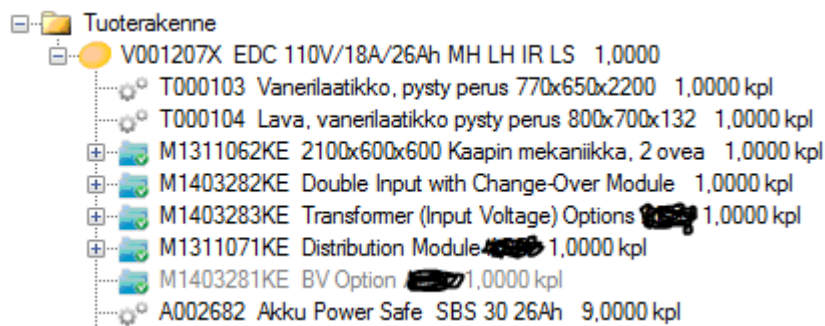 Tuoterakenne
V001207X EDC 110V/18A/26Ah MH LH IR LS 1,0000
T000103 Vanerilaatikko, pysty perus 770x650x2200 1,0000 kpl
T000104 Lava, vanerilaatikko pysty perus 800x700x132 1,0000 kpl
M1311062KE 2100x600x600 Kaapin mekaniikka, 2 ovea 1,0000 kpl
M1403282KE Double Input with Change-Over Module 1,0000 kpl
M1403283KE Transformer (Input Voltage) Options 1,0000 kpl
M1311071KE Distribution Module 1,0000 kpl
M1403281KE BV Option 1,0000 kpl
A002682 Akku Power Safe SBS 30 26Ah 9,0000 kpl